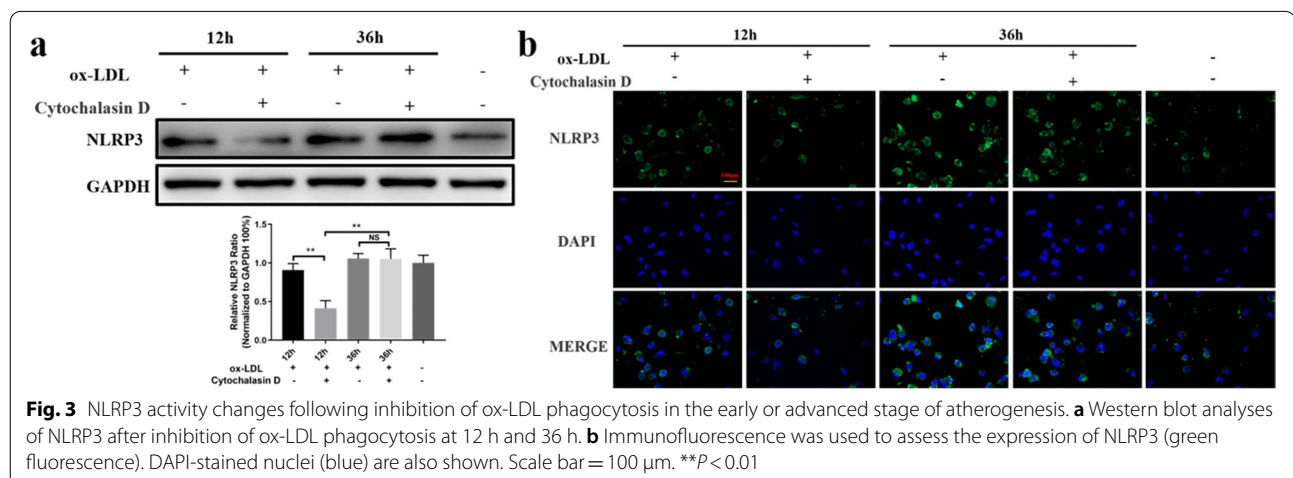 a
12h 36h
ox-LDL + + + + -
Cytochalasin D - + - + -
NLRP3
GAPDH
Relative NLRP3 Ratio
(Normalized to GAPDH 100%)
1.5
1.0
0.5
0.0
** ** NS
12h 12h 36h 36h
ox-LDL + + + + -
Cytochalasin D - + - + -
b
12h 36h
ox-LDL + + + + -
Cytochalasin D - + - + -
NLRP3
DAPI
MERGE
Fig. 3 NLRP3 activity changes following inhibition of ox-LDL phagocytosis in the early or advanced stage of atherogenesis. a Western blot analyses
of NLRP3 after inhibition of ox-LDL phagocytosis at 12 h and 36 h. b Immunofluorescence was used to assess the expression of NLRP3 (green
fluorescence). DAPI-stained nuclei (blue) are also shown. Scale bar = 100 μm. **P < 0.01